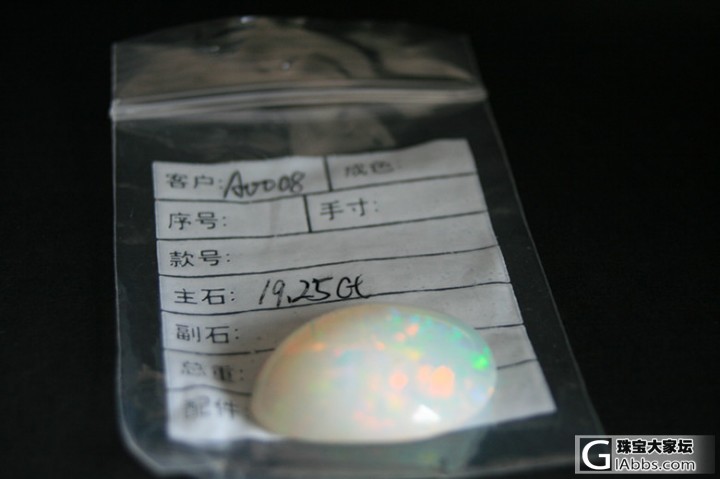 客户: A0008 成色:
序号: 手寸:
款号:
主石: 19.25ct
副石:
总重:
配件:
珠宝大家坛
GIAbbs.com